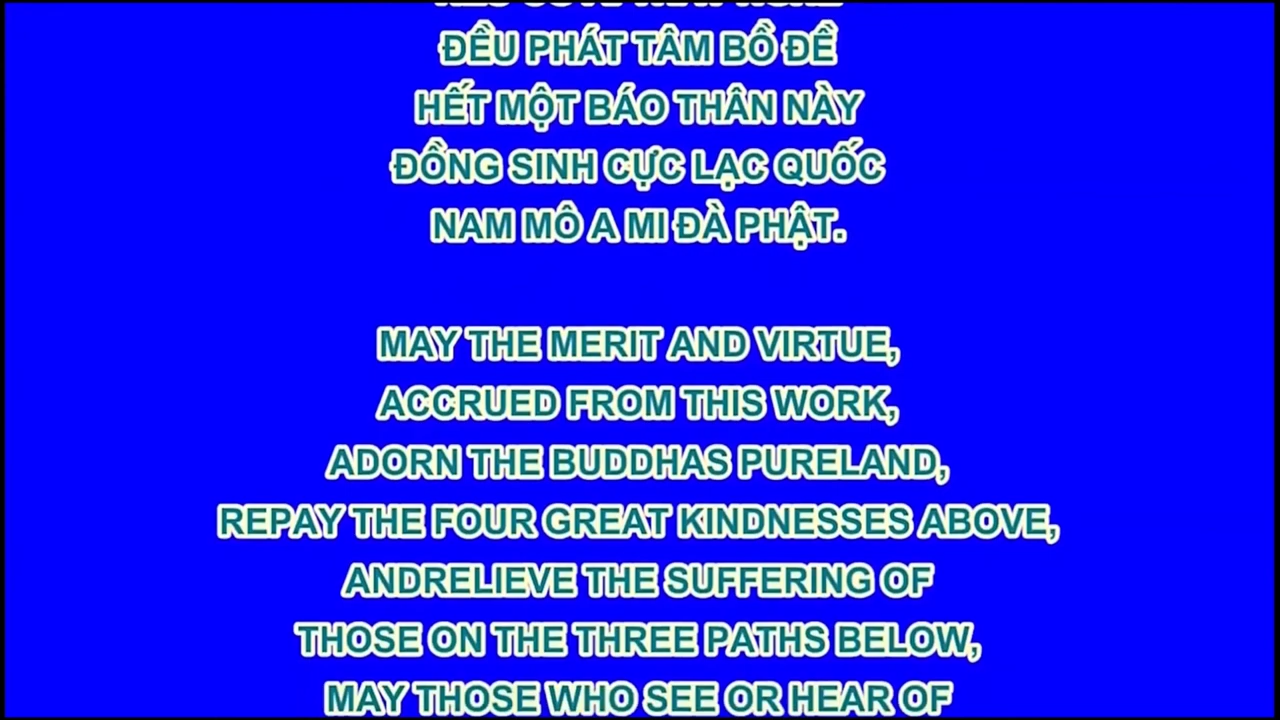 ĐỀU PHÁT TÂM BỒ ĐỀ
HẾT MỘT BÁO THÂN NÀY
ĐỒNG SINH CỰC LẠC QUỐC
NAM MÔ A MI ĐÀ PHẬT.
MAY THE MERIT AND VIRTUE,
ACCRUED FROM THIS WORK,
ADORN THE BUDDHAS PURELAND,
REPAY THE FOUR GREAT KINDNESSES ABOVE,
ANDRELIEVE THE SUFFERING OF
THOSE ON THE THREE PATHS BELOW,
MAY THOSE WHO SEE OR HEAR OF